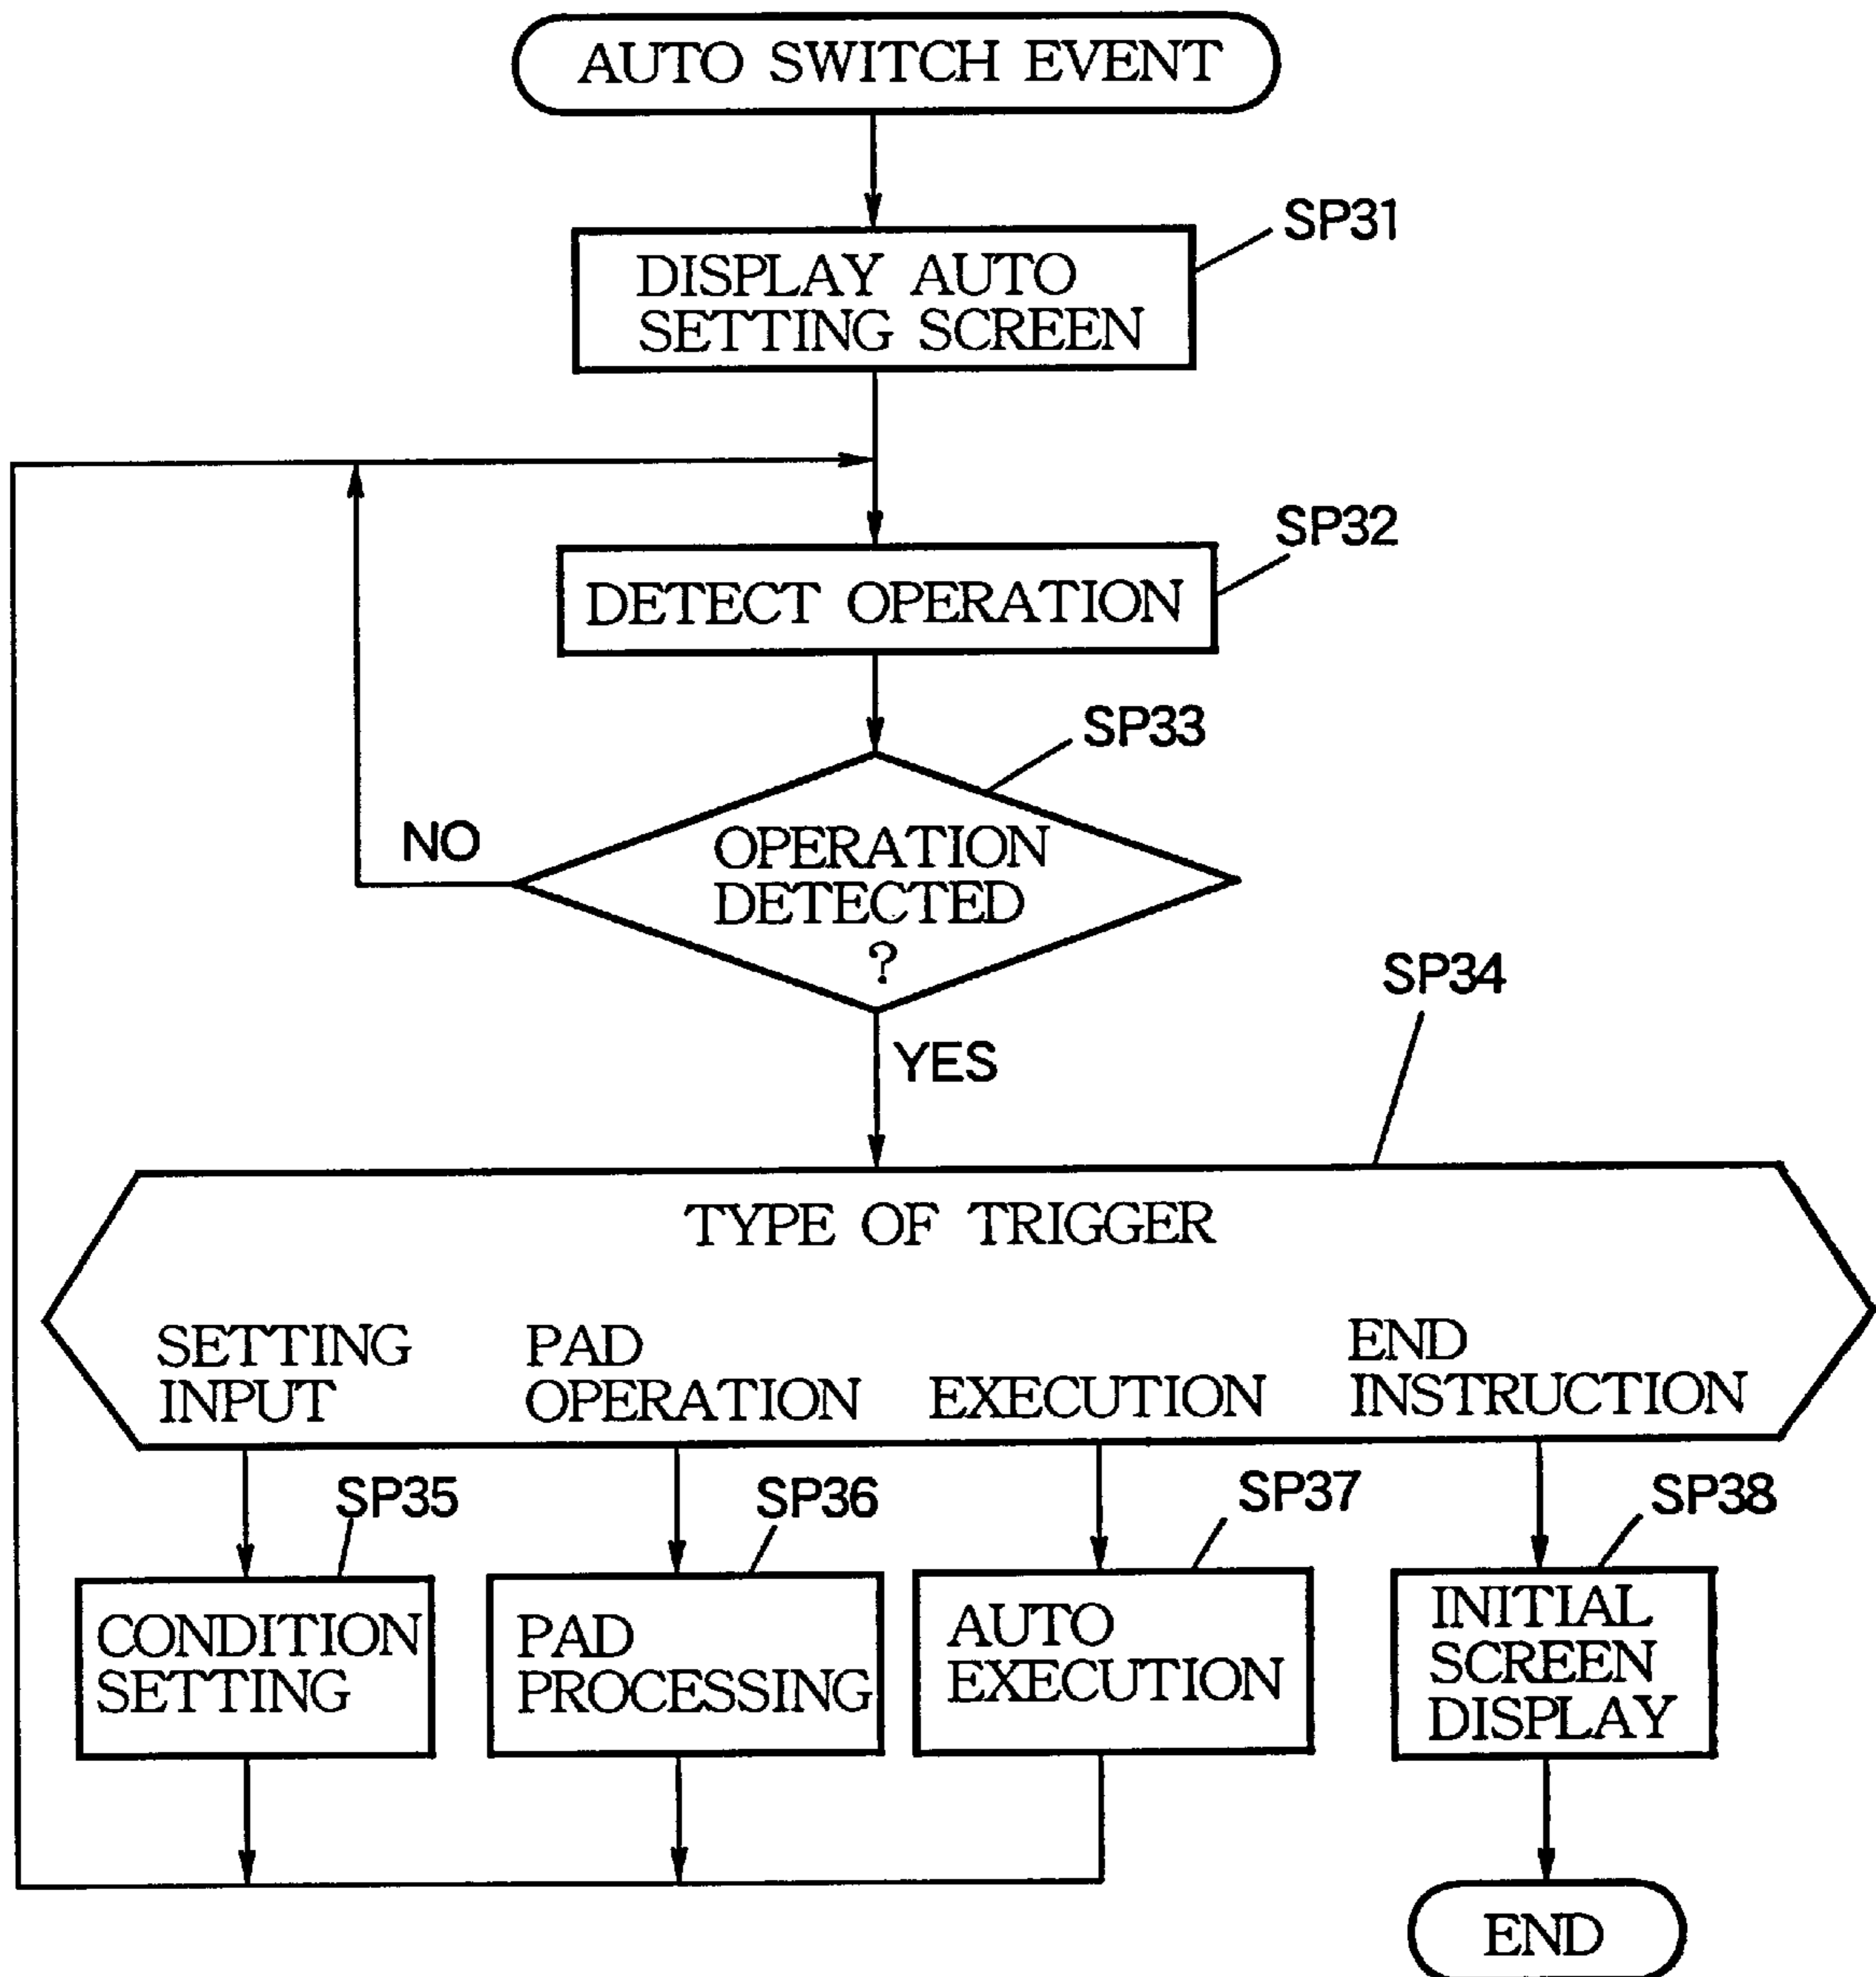 AUTO SWITCH EVENT
SP31
DISPLAY AUTO
SETTING SCREEN
SP32
DETECT OPERATION
SP33
NO
OPERATION
DETECTED
?
SP34
YES
TYPE OF TRIGGER
SETTING
INPUT
PAD
OPERATION
EXECUTION
END
INSTRUCTION
SP35
SP36
SP37
SP38
CONDITION
SETTING
PAD
PROCESSING
AUTO
EXECUTION
INITIAL
SCREEN
DISPLAY
END